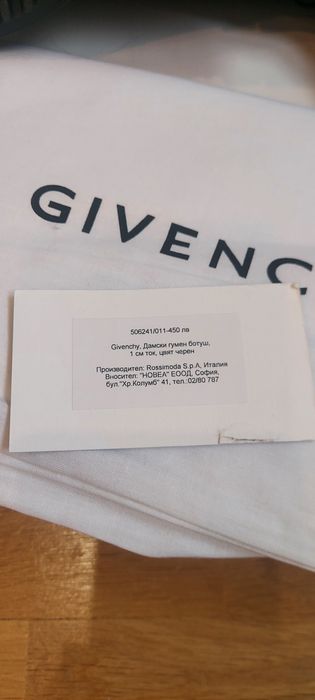 GIVENC
506241/011-450 лв
Givenchy, Дамски гумен ботуш,
1 см ток, цвят черен
Производител: Rossimoda S.p.A, Италия
Вносител: "НОВЕА" ЕООД, София,
бул."Хр.Колумб" 41, тел.:02/80 787